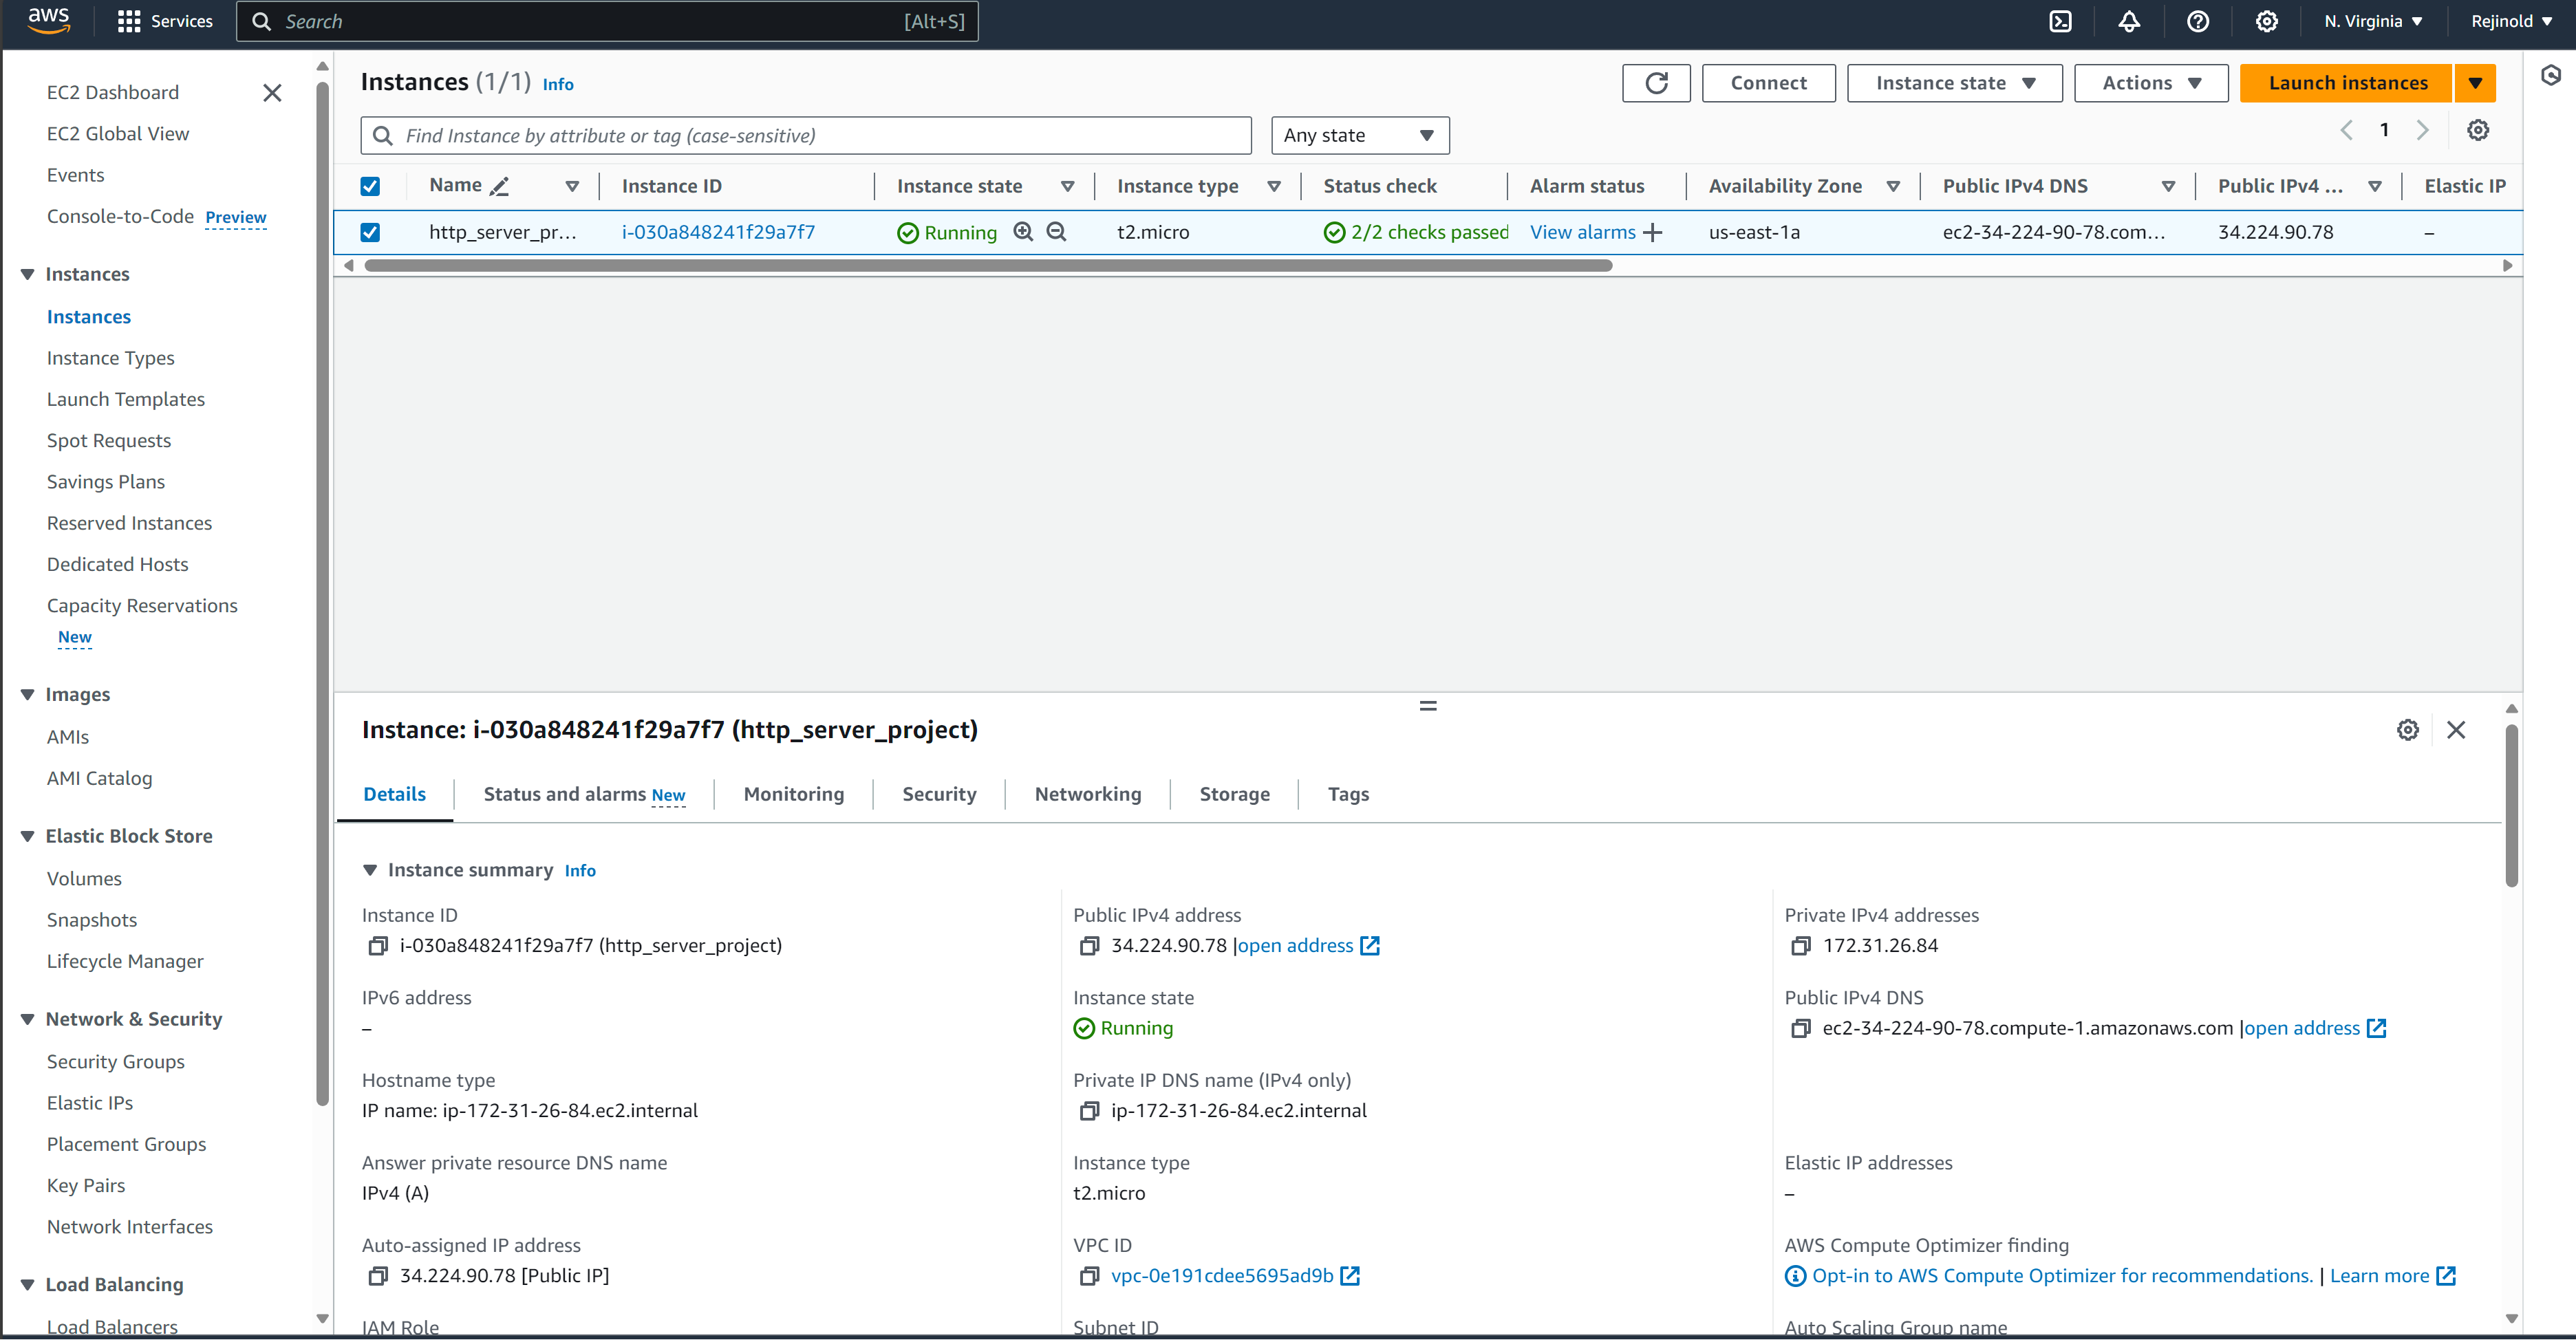 aws
Services
Search [Alt+S]
N. Virginia
Rejinold
EC2 Dashboard
EC2 Global View
Events
Console-to-Code Preview
Instances
Instances
Instance Types
Launch Templates
Spot Requests
Savings Plans
Reserved Instances
Dedicated Hosts
Capacity Reservations
New
Images
AMIs
AMI Catalog
Elastic Block Store
Volumes
Snapshots
Lifecycle Manager
Network & Security
Security Groups
Elastic IPs
Placement Groups
Key Pairs
Network Interfaces
Load Balancing
Load Balancers
Instances (1/1) Info
Connect
Instance state
Actions
Launch instances
Find Instance by attribute or tag (case-sensitive)
Any state
1
Name Instance ID Instance state Instance type Status check Alarm status Availability Zone Public IPv4 DNS Public IPv4 ... Elastic IP
http_server_pr... i-030a848241f29a7f7 Running t2.micro 2/2 checks passed View alarms + us-east-1a ec2-34-224-90-78.com... 34.224.90.78 –
Instance: i-030a848241f29a7f7 (http_server_project)
Details Status and alarms New Monitoring Security Networking Storage Tags
Instance summary Info
Instance ID
i-030a848241f29a7f7 (http_server_project)
Public IPv4 address
34.224.90.78 |open address
Private IPv4 addresses
172.31.26.84
IPv6 address
–
Instance state
Running
Public IPv4 DNS
ec2-34-224-90-78.compute-1.amazonaws.com |open address
Hostname type
IP name: ip-172-31-26-84.ec2.internal
Private IP DNS name (IPv4 only)
ip-172-31-26-84.ec2.internal
Answer private resource DNS name
IPv4 (A)
Instance type
t2.micro
Elastic IP addresses
–
Auto-assigned IP address
34.224.90.78 [Public IP]
VPC ID
vpc-0e191cdee5695ad9b
AWS Compute Optimizer finding
Opt-in to AWS Compute Optimizer for recommendations. | Learn more
IAM Role
Subnet ID
Auto Scaling Group name